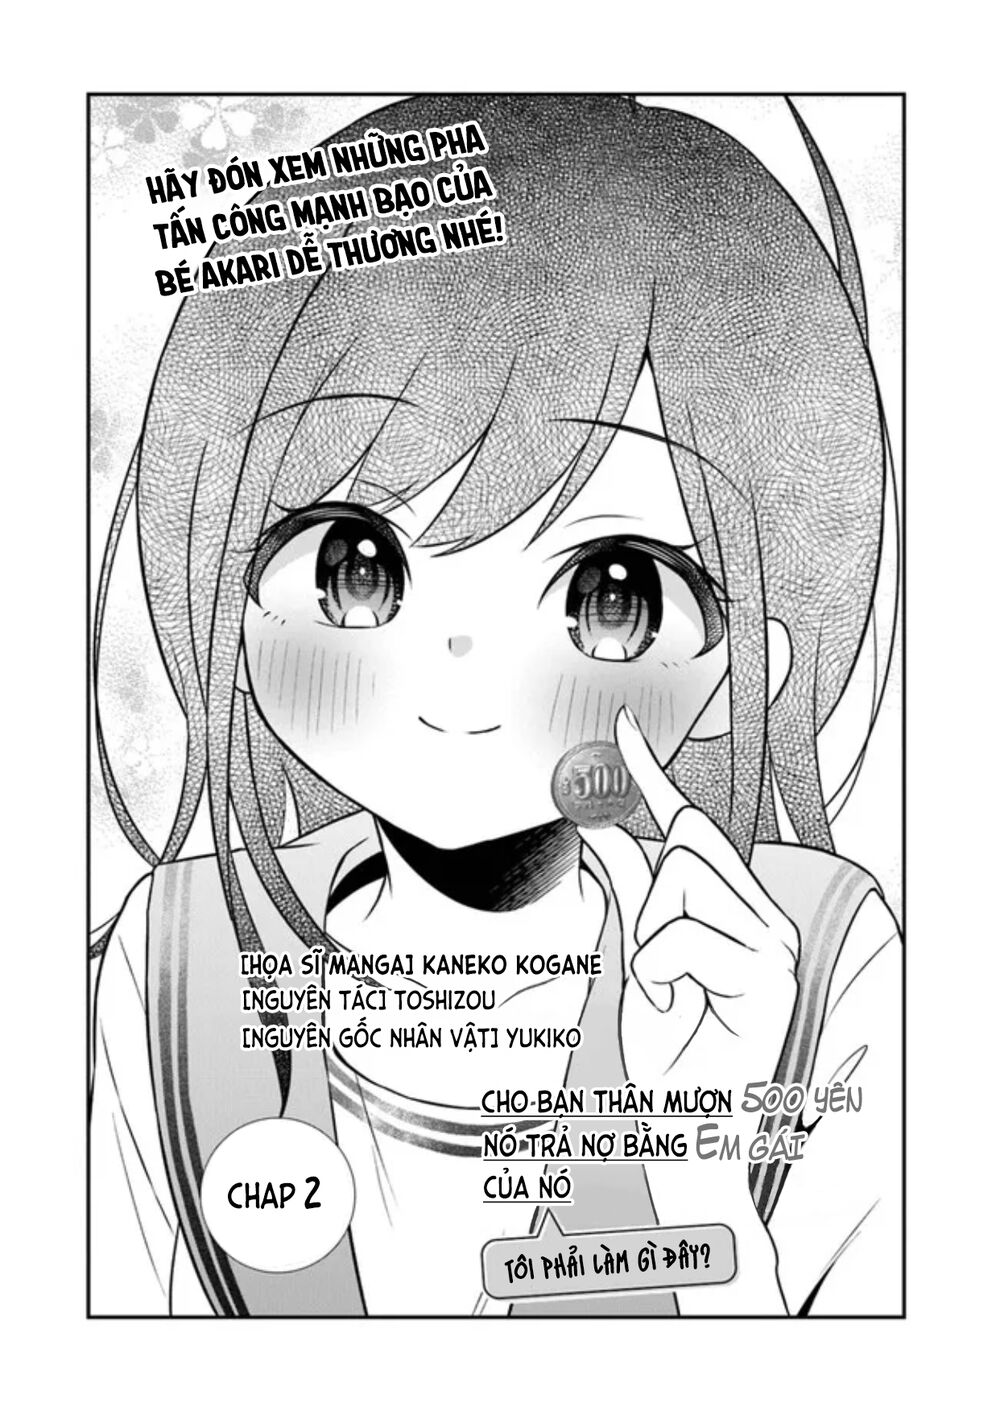 HÃY ĐÓN XEM NHỮNG PHA
TẤN CÔNG MẠNH BẠO CỦA
BÉ AKARI DỄ THƯƠNG NHÉ!
500
[HỌA SĨ MANGA] KANEKO KOGANE
[NGUYÊN TÁC] TOSHIZOU
[NGUYÊN GỐC NHÂN VẬT] YUKIKO
CHO BẠN THÂN MƯỢN 500 YÊN
NÓ TRẢ NỢ BẰNG EM GÁI
CỦA NÓ
CHAP 2
TÔI PHẢI LÀM GÌ ĐÂY?